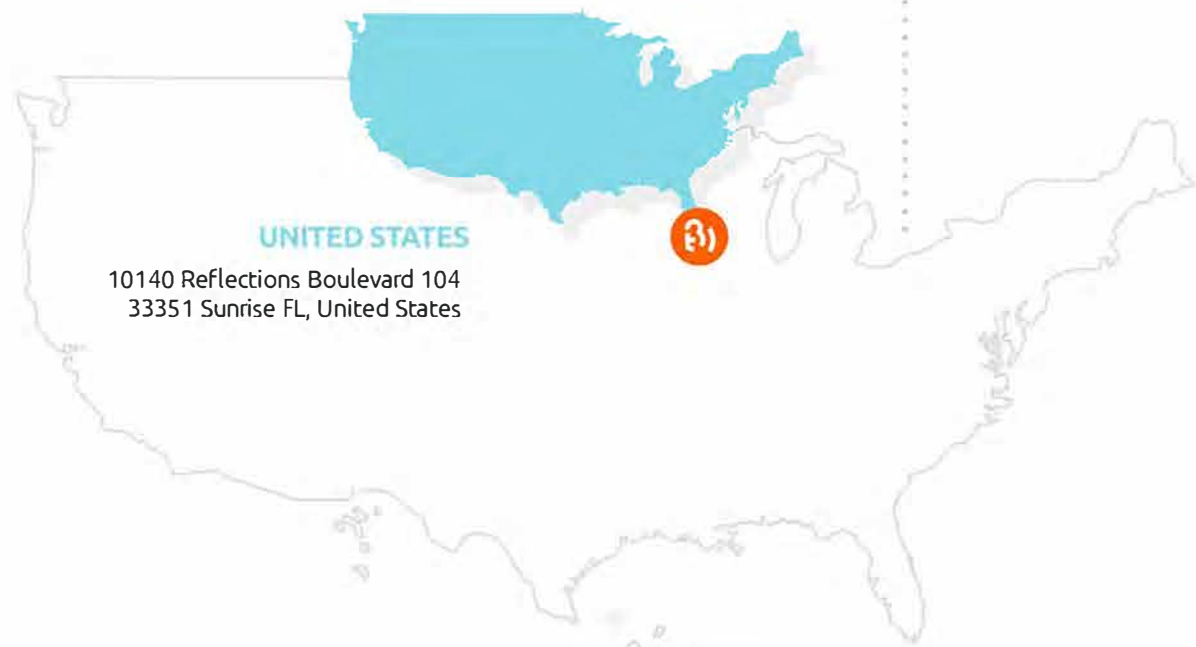 UNITED STATES
10140 Reflections Boulevard 104
33351 Sunrise FL, United States